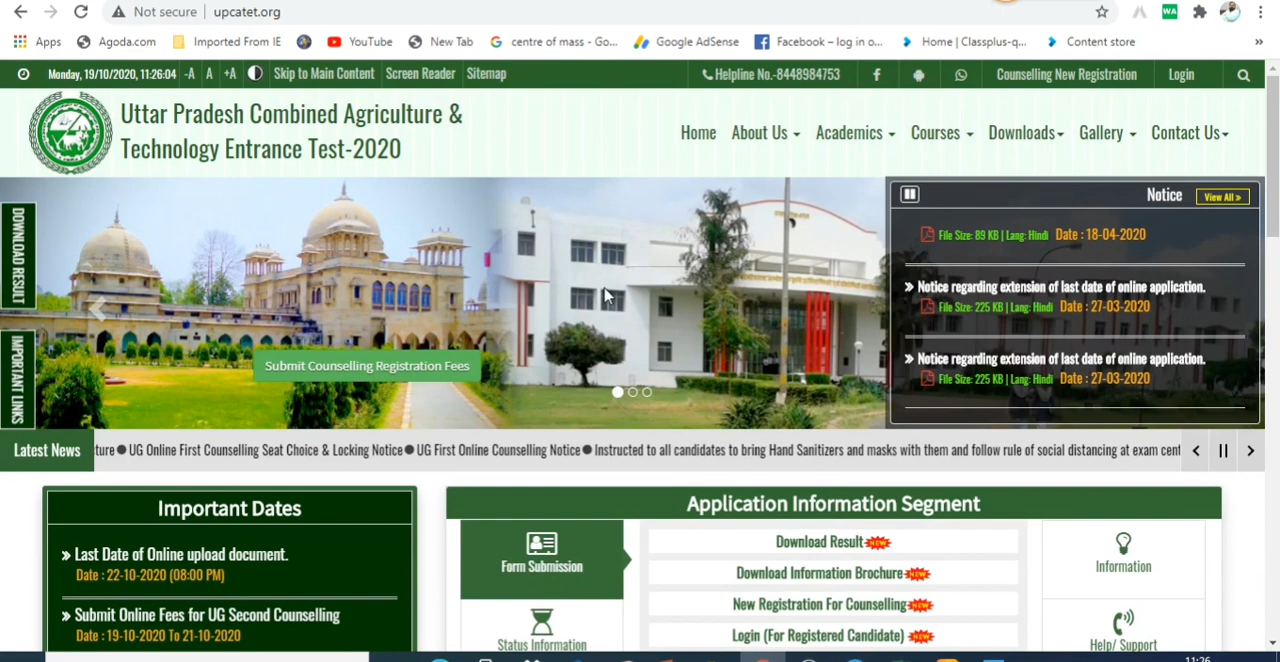 Not secure | upcatet.org
Apps Agoda.com Imported From IE YouTube New Tab centre of mass - Go... Google AdSense Facebook – log in o... Home | Classplus-q... Content store »
Monday, 19/10/2020, 11:26:04 -A A +A Skip to Main Content Screen Reader Sitemap Helpline No.-8448984753 Counselling New Registration Login
Uttar Pradesh Combined Agriculture &
Technology Entrance Test-2020
Home About Us Academics Courses Downloads Gallery Contact Us
Notice View All »
DOWNLOAD RESULT
File Size: 89 KB | Lang: Hindi Date : 18-04-2020
» Notice regarding extension of last date of online application.
File Size: 225 KB | Lang: Hindi Date : 27-03-2020
IMPORTANT LINKS
» Notice regarding extension of last date of online application.
File Size: 225 KB | Lang: Hindi Date : 27-03-2020
Submit Counselling Registration Fees
Latest News ture ● UG Online First Counselling Seat Choice & Locking Notice ● UG First Online Counselling Notice ● Instructed to all candidates to bring Hand Sanitizers and masks with them and follow rule of social distancing at exam cent
Important Dates
» Last Date of Online upload document.
Date : 22-10-2020 (08:00 PM)
» Submit Online Fees for UG Second Counselling
Date : 19-10-2020 To 21-10-2020
Application Information Segment
Form Submission
Status Information
Download Result NEW
Download Information Brochure NEW
New Registration For Counselling NEW
Login (For Registered Candidate) NEW
Information
Help/ Support
11:26